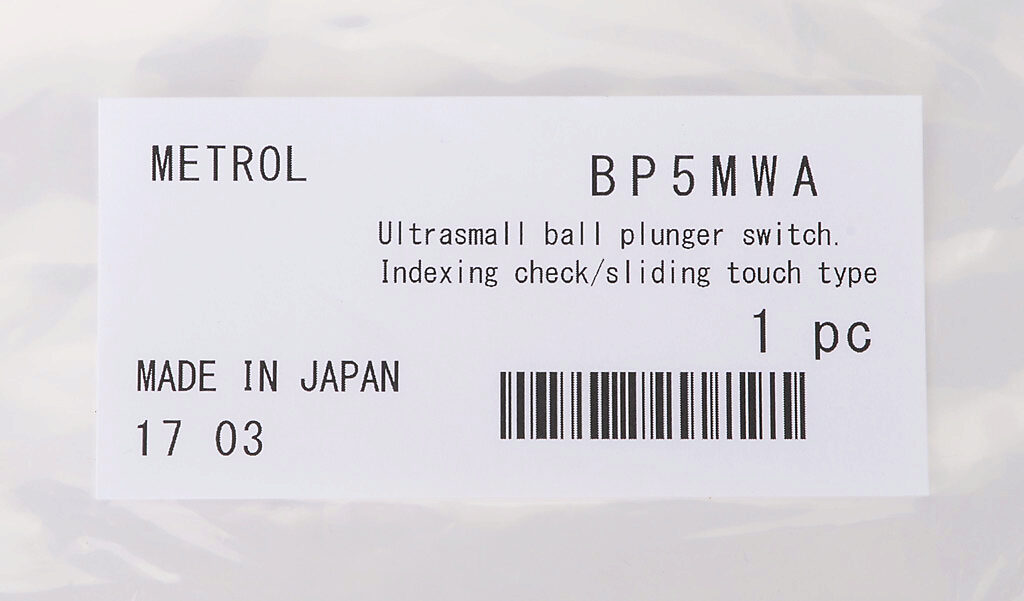 METROL
BP5MWA
Ultrasmall ball plunger switch.
Indexing check/sliding touch type
1 pc
MADE IN JAPAN
17 03